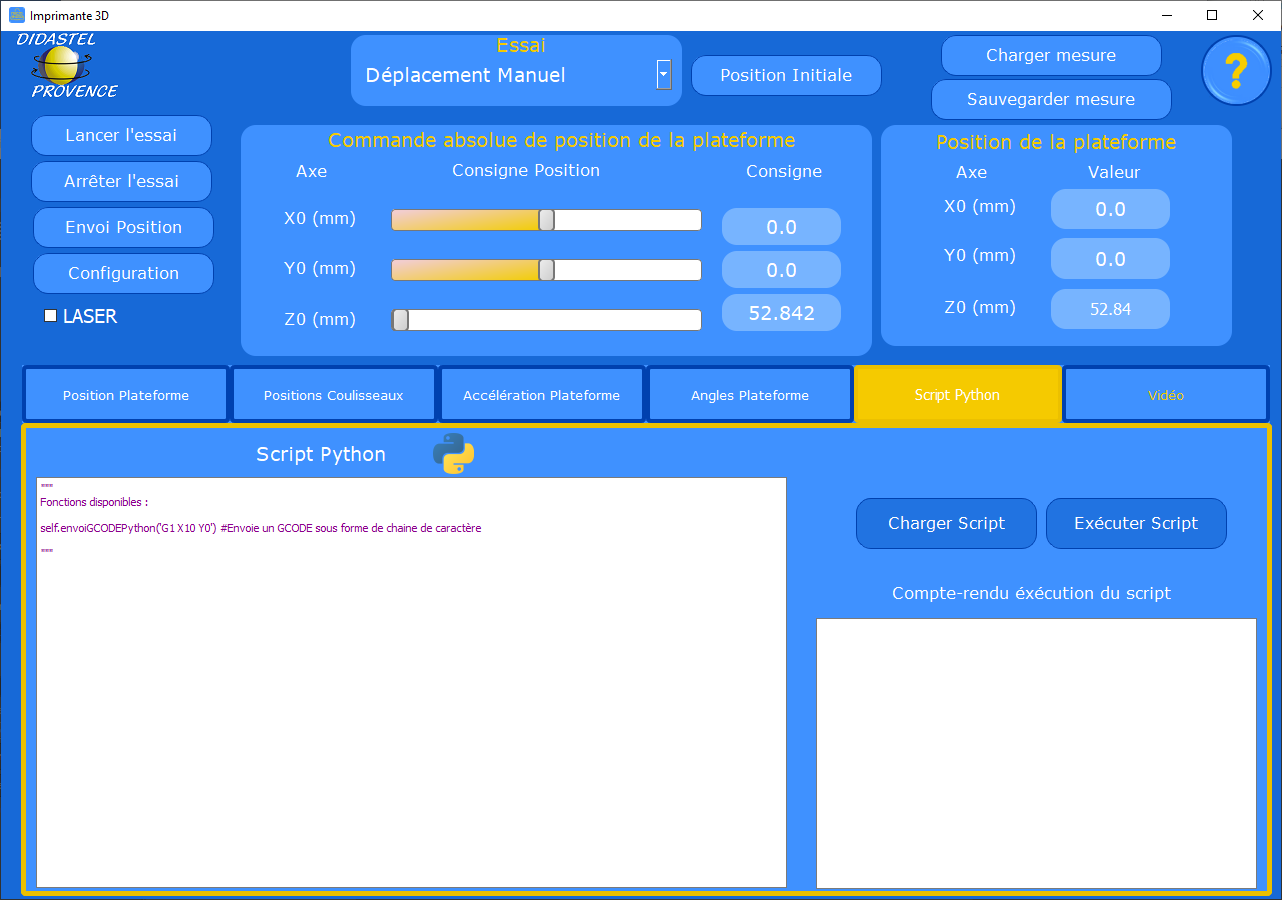 Imprimante 3D
DIDASTEL
PROVENCE
Essai
Déplacement Manuel
Position Initiale
Charger mesure
Sauvegarder mesure
?
Lancer l'essai
Arrêter l'essai
Envoi Position
Configuration
LASER
Commande absolue de position de la plateforme
Axe Consigne Position Consigne
X0 (mm) 0.0
Y0 (mm) 0.0
Z0 (mm) 52.842
Position de la plateforme
Axe Valeur
X0 (mm) 0.0
Y0 (mm) 0.0
Z0 (mm) 52.84
Position Plateforme Positions Coulisseaux Accélération Plateforme Angles Plateforme Script Python Vidéo
Script Python
"""
Fonctions disponibles :
self.envoiGCODEPython('G1 X10 Y0') #Envoie un GCODE sous forme de chaine de caractère
"""
Charger Script
Exécuter Script
Compte-rendu éxécution du script